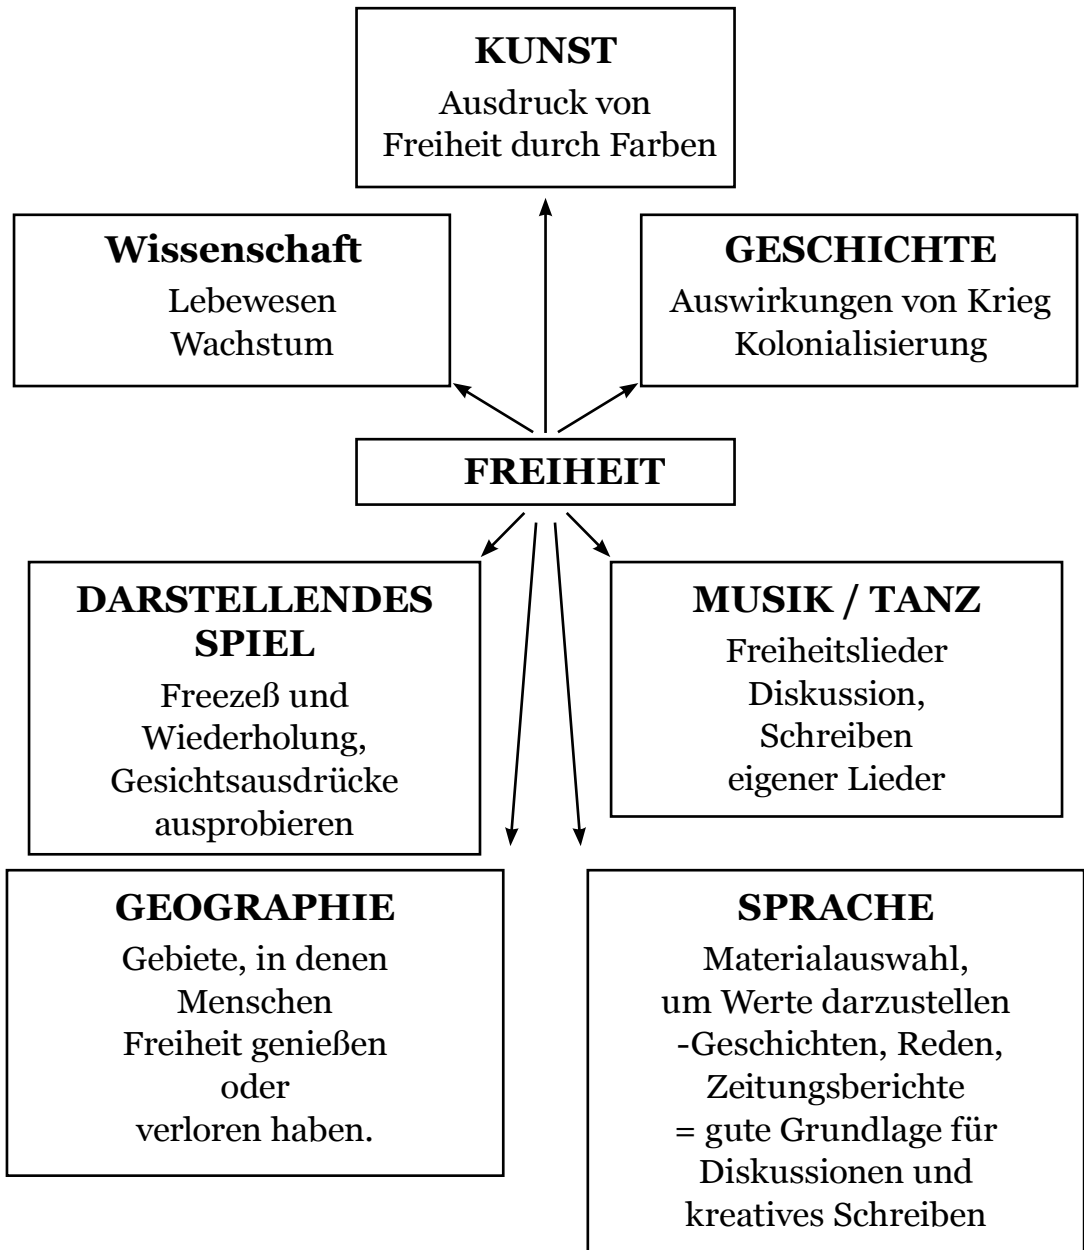 KUNST
Ausdruck von
Freiheit durch Farben
Wissenschaft
Lebewesen
Wachstum
GESCHICHTE
Auswirkungen von Krieg
Kolonialisierung
FREIHEIT
DARSTELLENDES
SPIEL
Freezeß und
Wiederholung,
Gesichtsausdrücke
ausprobieren
MUSIK / TANZ
Freiheitslieder
Diskussion,
Schreiben
eigener Lieder
GEOGRAPHIE
Gebiete, in denen
Menschen
Freiheit genießen
oder
verloren haben.
SPRACHE
Materialauswahl,
um Werte darzustellen
-Geschichten, Reden,
Zeitungsberichte
= gute Grundlage für
Diskussionen und
kreatives Schreiben